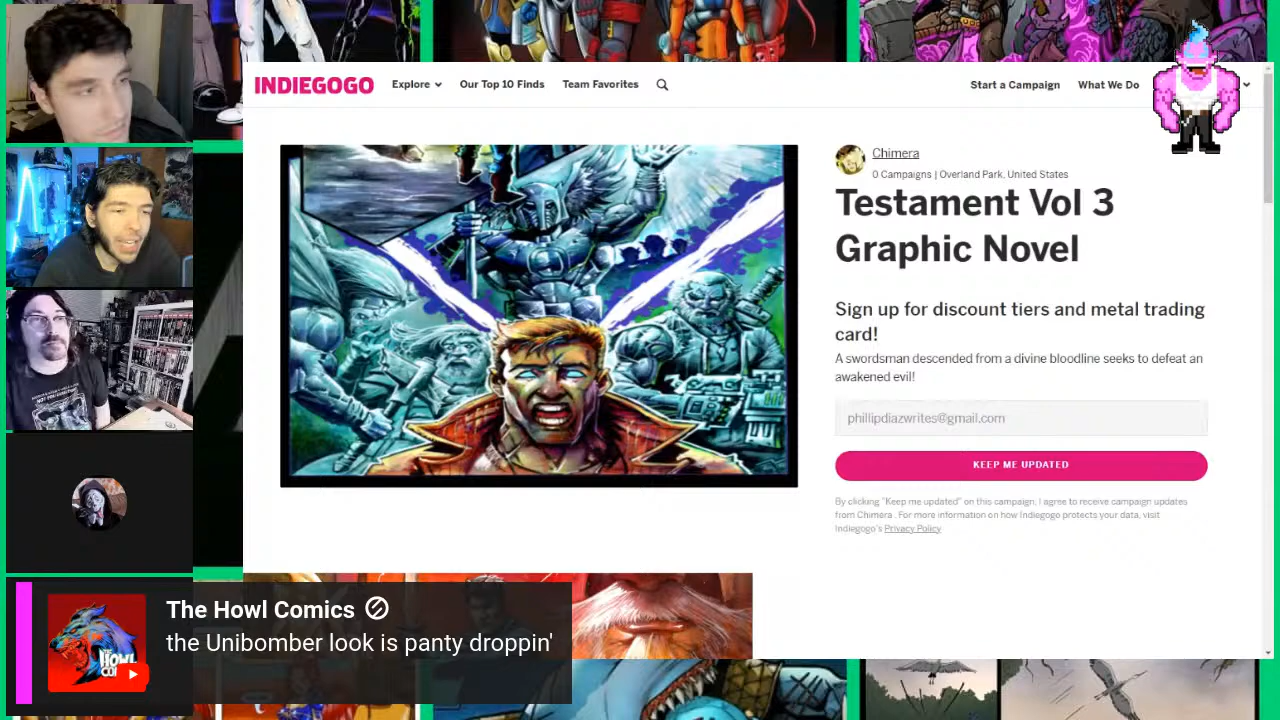 INDIEGOGO Explore Our Top 10 Finds Team Favorites Start a Campaign What We Do
Chimera
0 Campaigns | Overland Park, United States
Testament Vol 3
Graphic Novel
Sign up for discount tiers and metal trading
card!
A swordsman descended from a divine bloodline seeks to defeat an
awakened evil!
phillipdiazwrites@gmail.com
KEEP ME UPDATED
By clicking "Keep me updated" on this campaign, I agree to receive campaign updates
from Chimera . For more information on how Indiegogo protects your data, visit
Indiegogo's Privacy Policy
The Howl Comics
the Unibomber look is panty droppin'